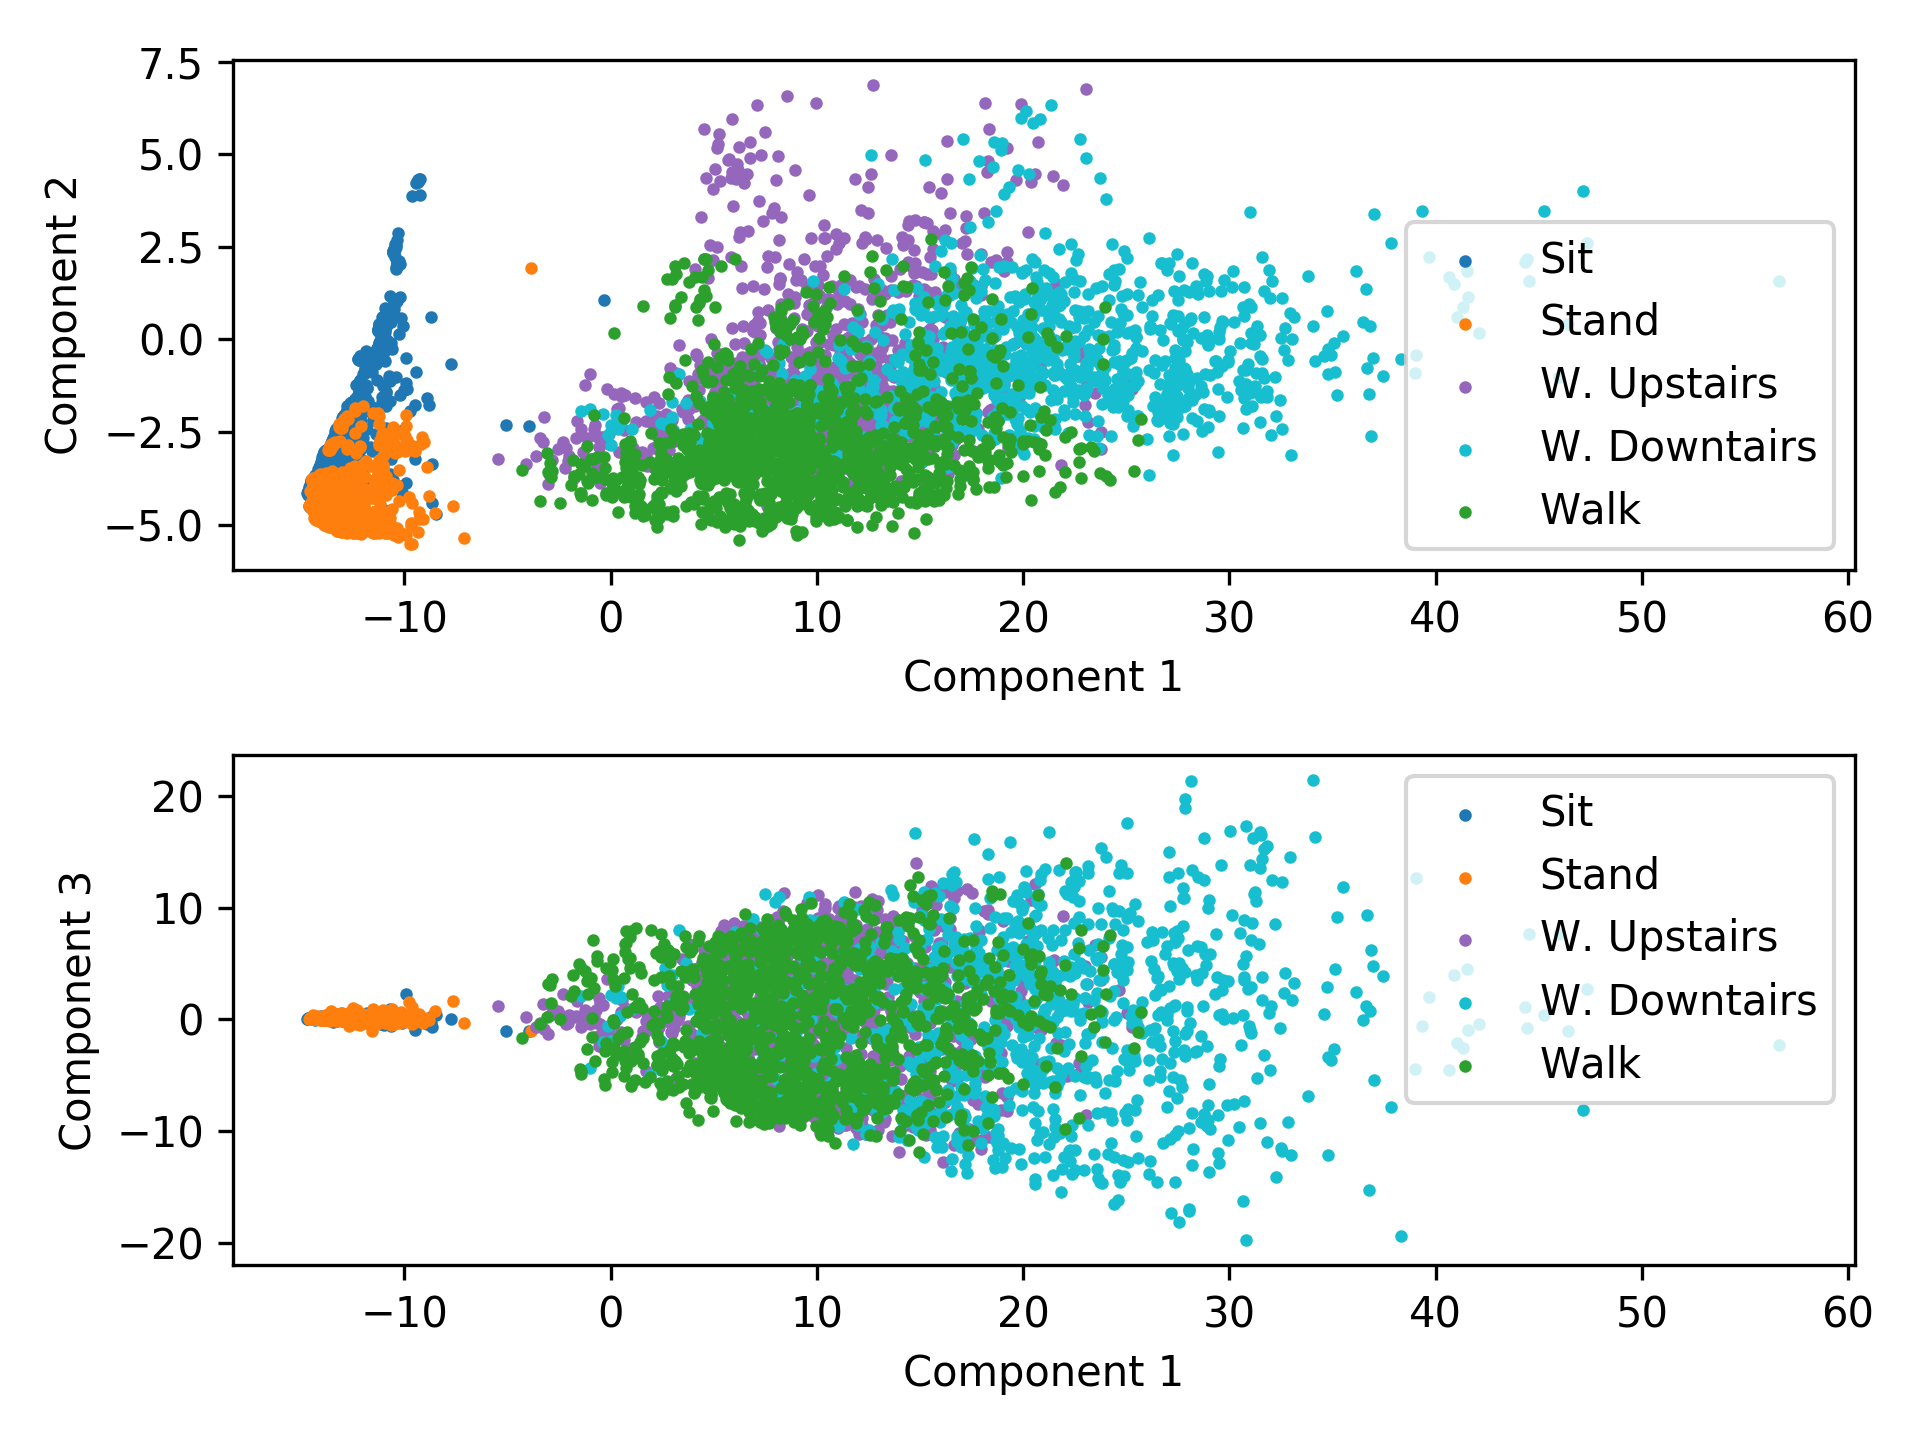 7.5
5.0
2.5
0.0
−2.5
−5.0
Component 2
Sit
Stand
W. Upstairs
W. Downtairs
Walk
−10 0 10 20 30 40 50 60
Component 1
20
10
0
−10
−20
Component 3
Sit
Stand
W. Upstairs
W. Downtairs
Walk
−10 0 10 20 30 40 50 60
Component 1